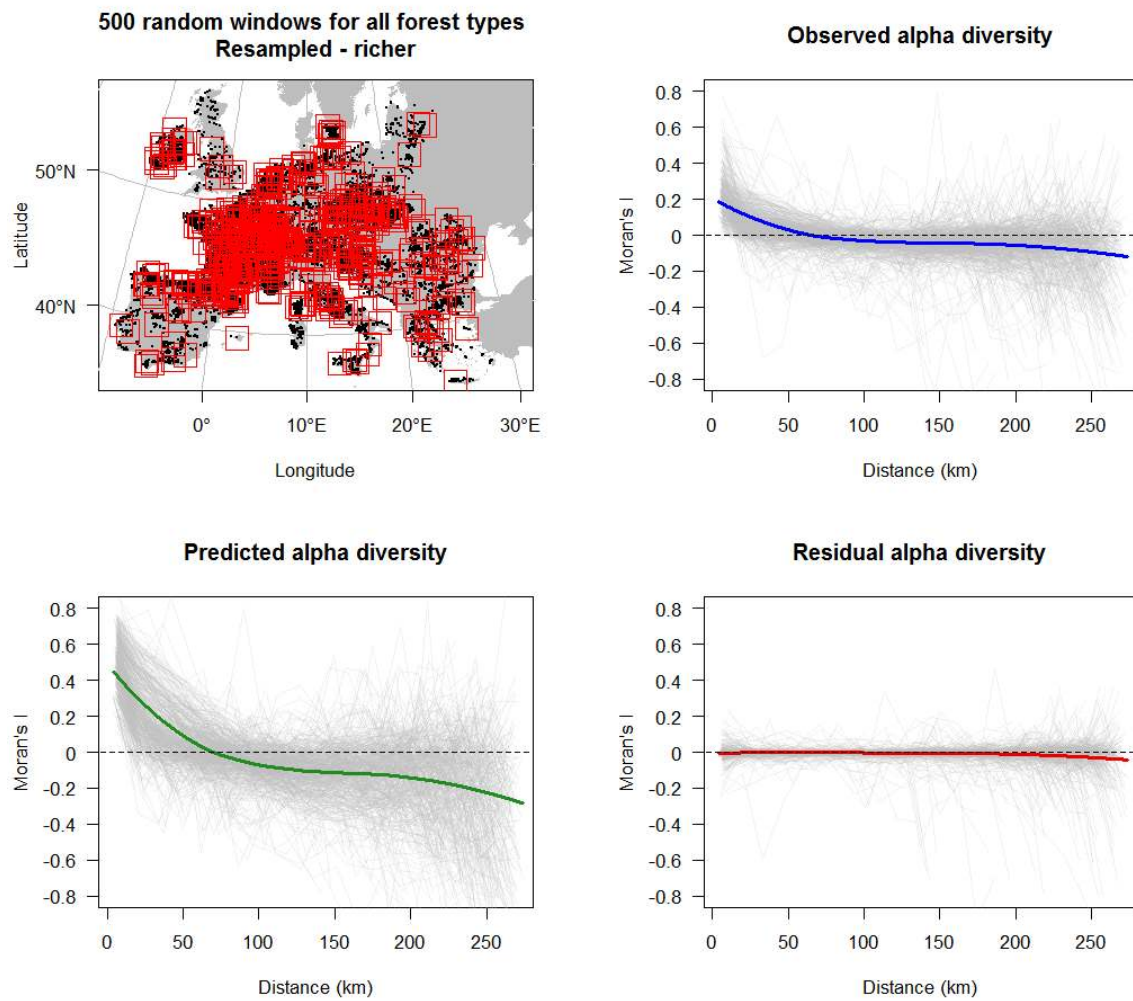 500 random windows for all forest types
Resampled - richer
50°N
40°N
Latitude
0°
10°E
20°E
30°E
Longitude
Observed alpha diversity
0.8
0.6
0.4
0.2
0
-0.2
-0.4
-0.6
-0.8
Moran's I
0
50
100
150
200
250
Distance (km)
Predicted alpha diversity
0.8
0.6
0.4
0.2
0
-0.2
-0.4
-0.6
-0.8
Moran's I
0
50
100
150
200
250
Distance (km)
Residual alpha diversity
0.8
0.6
0.4
0.2
0
-0.2
-0.4
-0.6
-0.8
Moran's I
0
50
100
150
200
250
Distance (km)